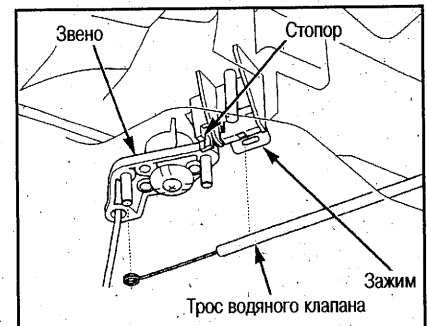 Звено
Стопор
Зажим
Трос водяного клапана